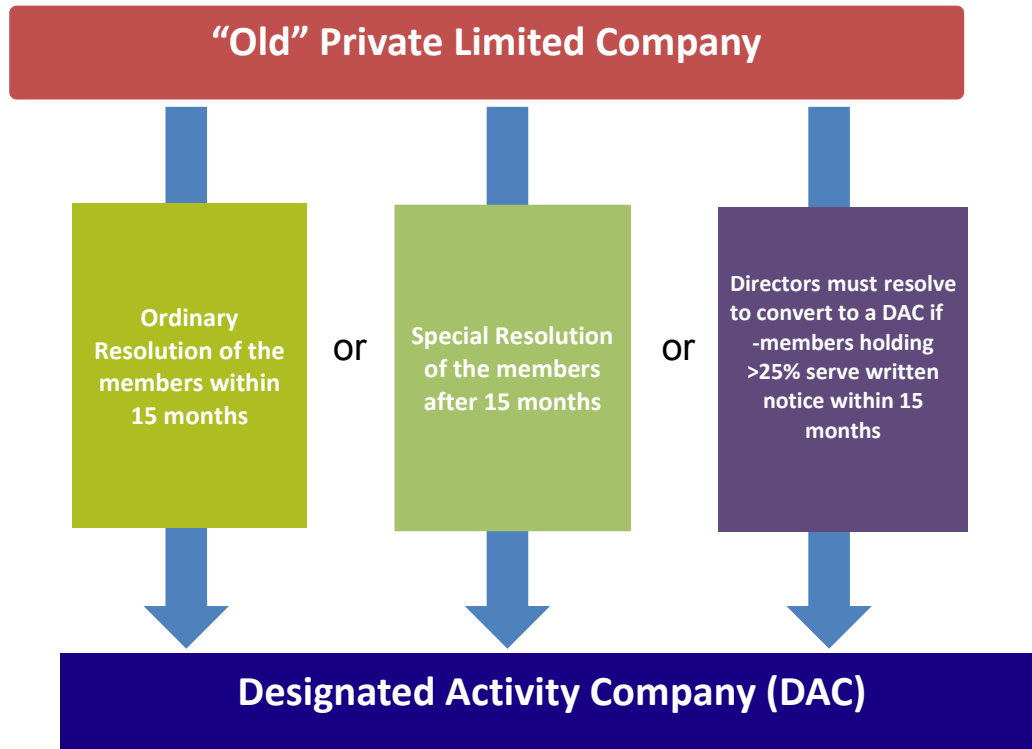 “Old” Private Limited Company
Ordinary
Resolution of the
members within
15 months
or
Special Resolution
of the members
after 15 months
or
Directors must resolve
to convert to a DAC if
-members holding
>25% serve written
notice within 15
months
Designated Activity Company (DAC)